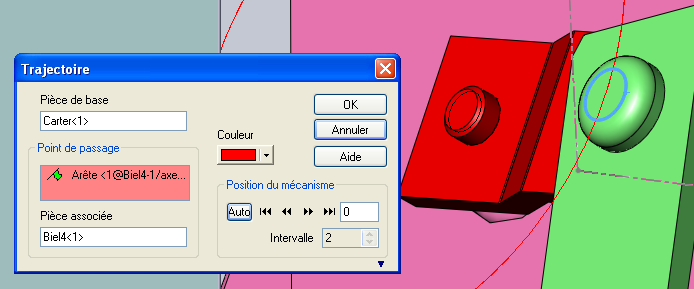 Trajectoire
Pièce de base
Carter<1>
Point de passage
Arête <1@Biel4-1/axe...
Pièce associée
Biel4<1>
Couleur
OK
Annuler
Aide
Position du mécanisme
Auto
0
Intervalle
2